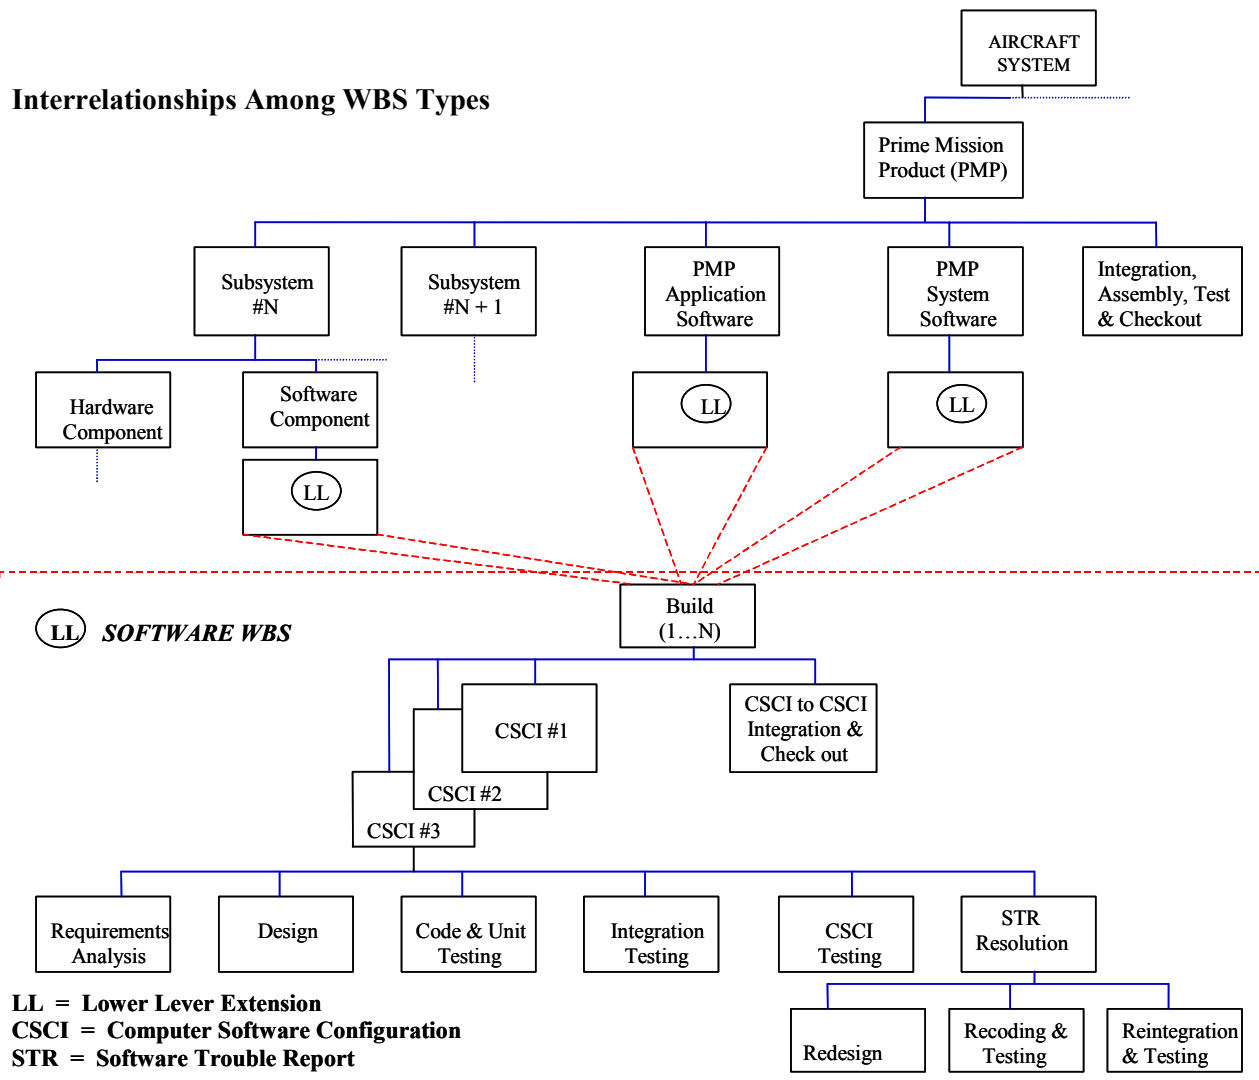 AIRCRAFT
SYSTEM
Interrelationships Among WBS Types
Prime Mission
Product (PMP)
Subsystem
#N
Subsystem
#N + 1
PMP
Application
Software
PMP
System
Software
Integration,
Assembly, Test
& Checkout
Hardware
Component
Software
Component
LL
LL
LL
Build
(1…N)
LL SOFTWARE WBS
CSCI #1
CSCI to CSCI
Integration &
Check out
CSCI #2
CSCI #3
Requirements
Analysis
Design
Code & Unit
Testing
Integration
Testing
CSCI
Testing
STR
Resolution
LL = Lower Lever Extension
CSCI = Computer Software Configuration
STR = Software Trouble Report
Redesign
Recoding &
Testing
Reintegration
& Testing